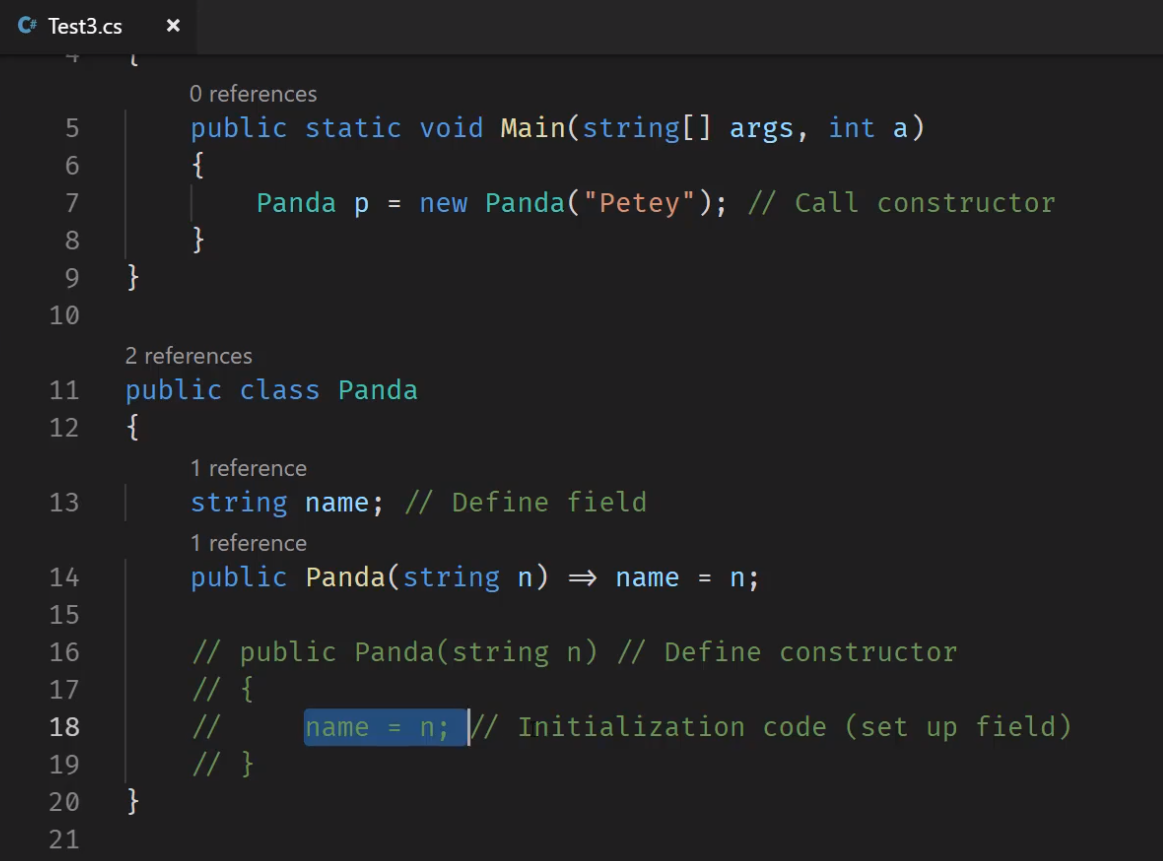 C# Test3.cs ×
4 {
0 references
5 public static void Main(string[] args, int a)
6 {
7 Panda p = new Panda("Petey"); // Call constructor
8 }
9 }
10
2 references
11 public class Panda
12 {
1 reference
13 string name; // Define field
1 reference
14 public Panda(string n) => name = n;
15
16 // public Panda(string n) // Define constructor
17 // {
18 // name = n; // Initialization code (set up field)
19 // }
20 }
21